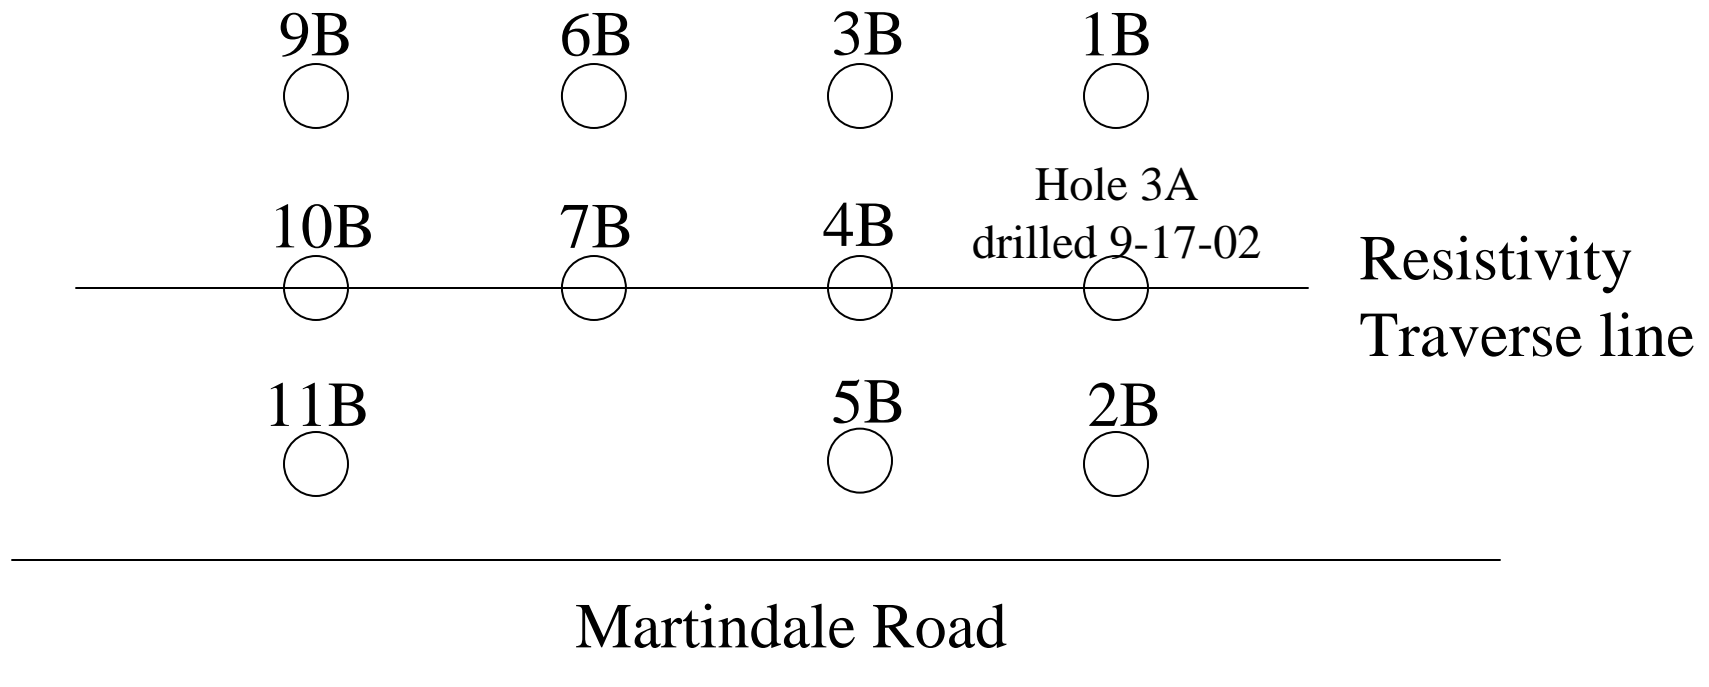 9B 6B 3B 1B
Hole 3A
drilled 9-17-02
10B 7B 4B
Resistivity
Traverse line
11B 5B 2B
Martindale Road